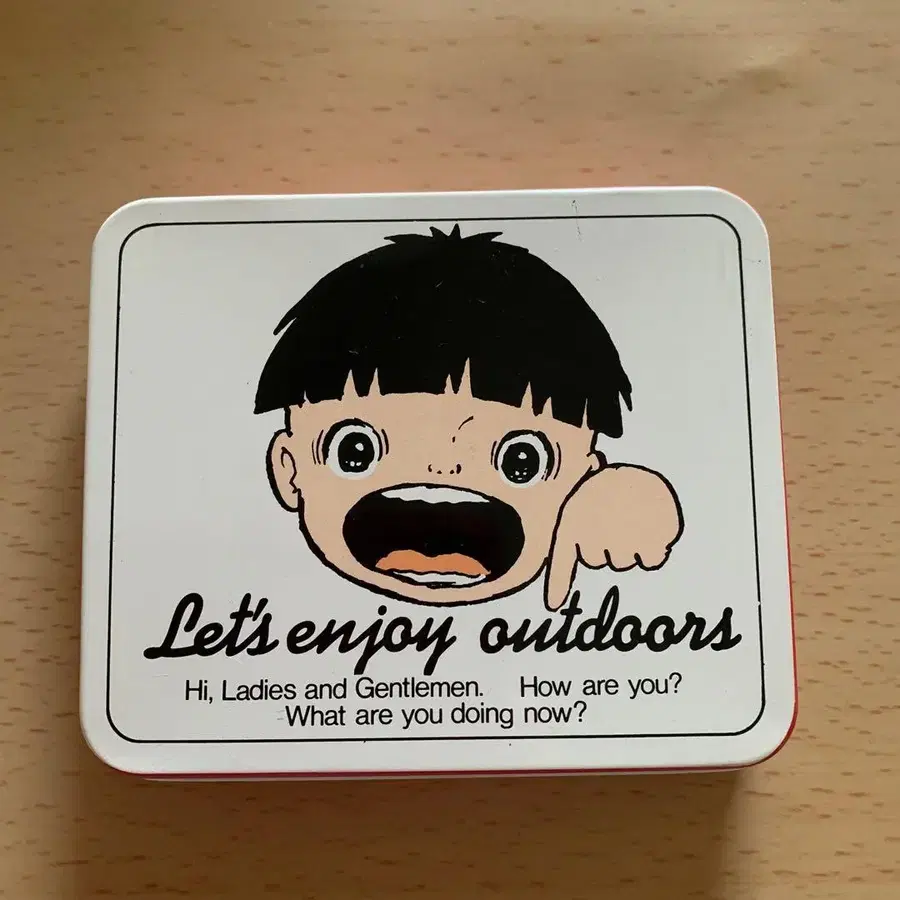 Let's enjoy outdoors
Hi, Ladies and Gentlemen. How are you?
What are you doing now?